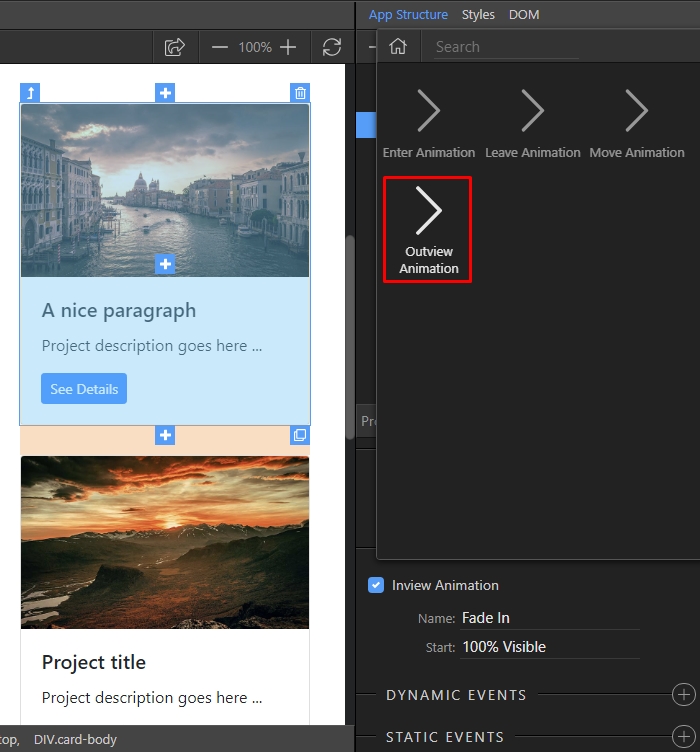 App Structure
Styles
DOM
100%
Search
Enter Animation
Leave Animation
Move Animation
Outview
Animation
A nice paragraph
Project description goes here ...
See Details
Project title
Project description goes here ...
Inview Animation
Name: Fade In
Start: 100% Visible
DYNAMIC EVENTS
STATIC EVENTS
DIV.card-body